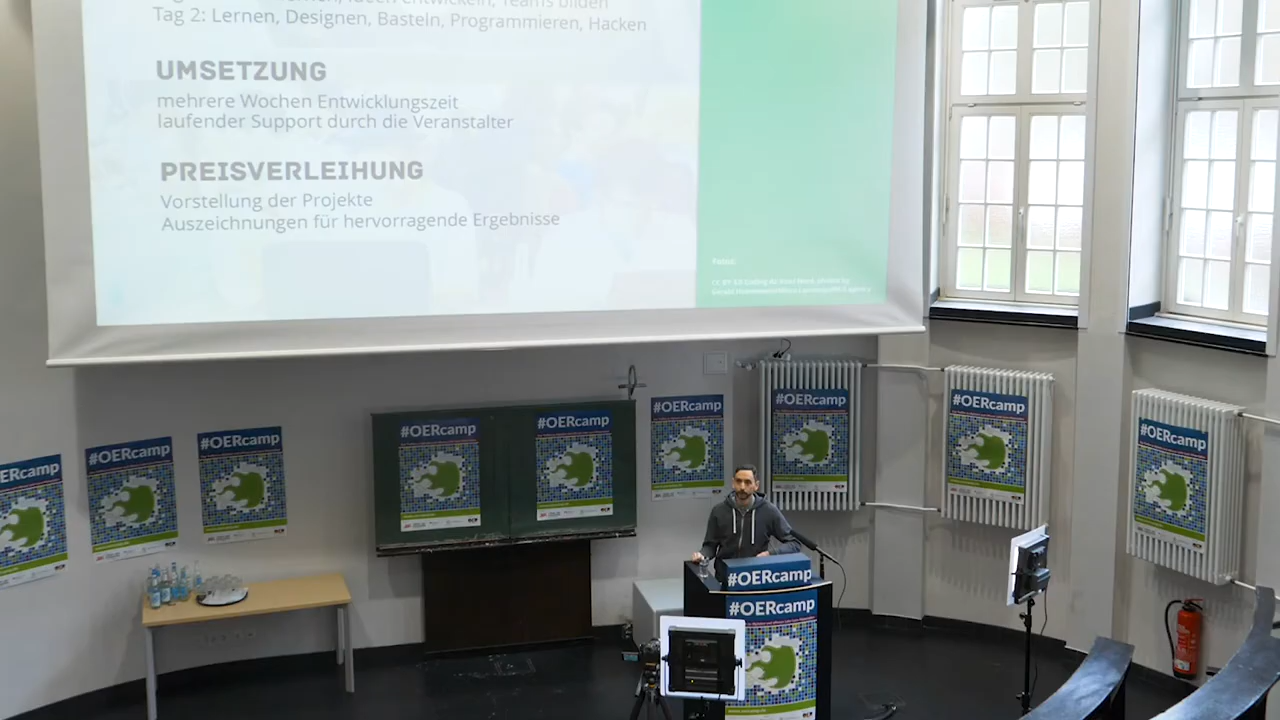 Tag 2: Lernen, Designen, Basteln, Programmieren, Hacken
UMSETZUNG
mehrere Wochen Entwicklungszeit
laufender Support durch die Veranstalter
PREISVERLEIHUNG
Vorstellung der Projekte
Auszeichnungen für hervorragende Ergebnisse
Fotos:
#OERcamp
#OERcamp
#OERcamp
#OERcamp
#OERcamp
#OERcamp
#OERcamp
#OERcamp
#OERcamp
#OERcamp
#OERcamp